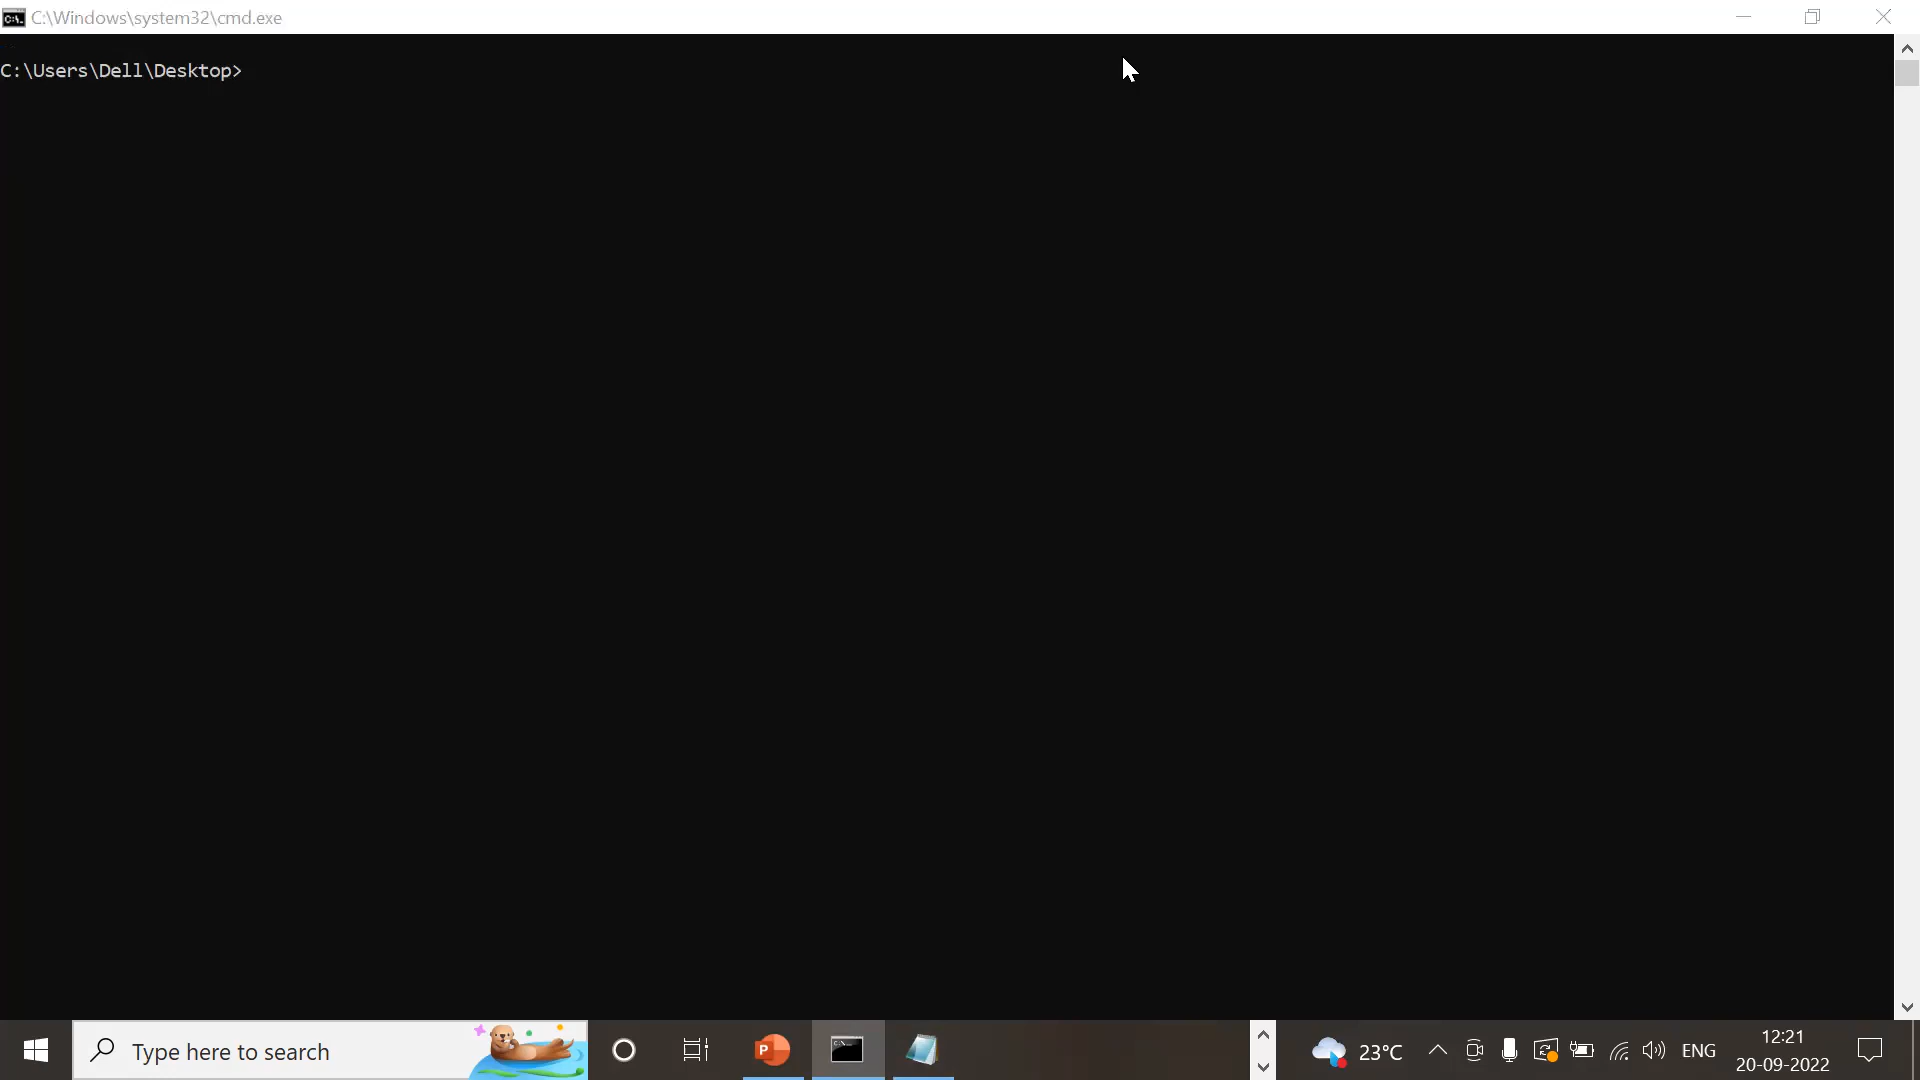 C:\Windows\system32\cmd.exe
C:\Users\Dell\Desktop>
Type here to search
23°C
ENG
12:21
20-09-2022